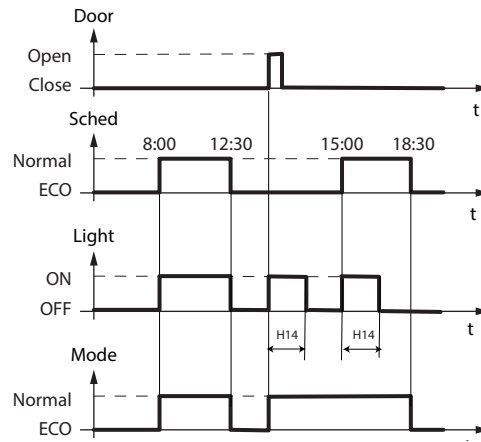 Door
Open
Close
t
Sched
8:00 12:30 15:00 18:30
Normal
ECO
t
Light
ON
OFF
t
H14 H14
Mode
Normal
ECO